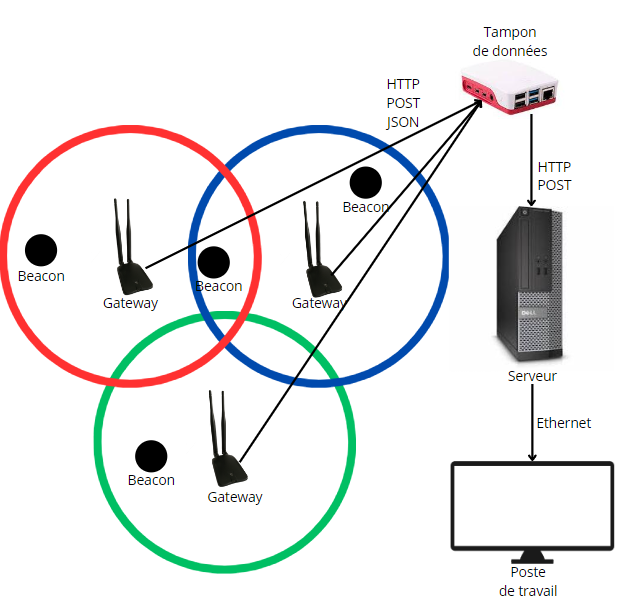 Tampon
de données
HTTP
POST
JSON
HTTP
POST
Beacon
Beacon
Gateway
Beacon
Gateway
DELL
Serveur
Ethernet
Beacon
Gateway
Poste
de travail